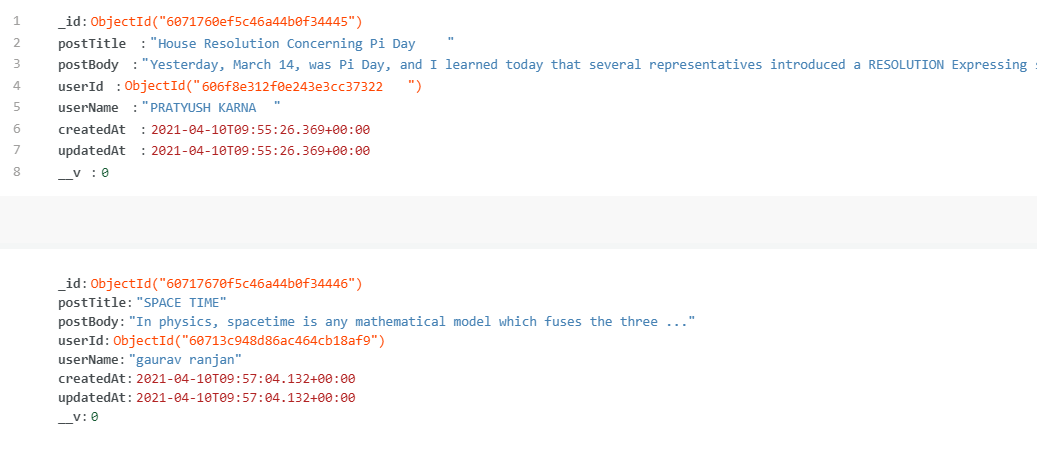 1 _id: ObjectId("6071760ef5c46a44b0f34445")
2 postTitle : "House Resolution Concerning Pi Day "
3 postBody : "Yesterday, March 14, was Pi Day, and I learned today that several representatives introduced a RESOLUTION Expressing
4 userId : ObjectId("606f8e312f0e243e3cc37322 ")
5 userName : "PRATYUSH KARNA "
6 createdAt : 2021-04-10T09:55:26.369+00:00
7 updatedAt : 2021-04-10T09:55:26.369+00:00
8 __v : 0
_id: ObjectId("60717670f5c46a44b0f34446")
postTitle: "SPACE TIME"
postBody: "In physics, spacetime is any mathematical model which fuses the three ..."
userId: ObjectId("60713c948d86ac464cb18af9")
userName: "gaurav ranjan"
createdAt: 2021-04-10T09:57:04.132+00:00
updatedAt: 2021-04-10T09:57:04.132+00:00
__v: 0